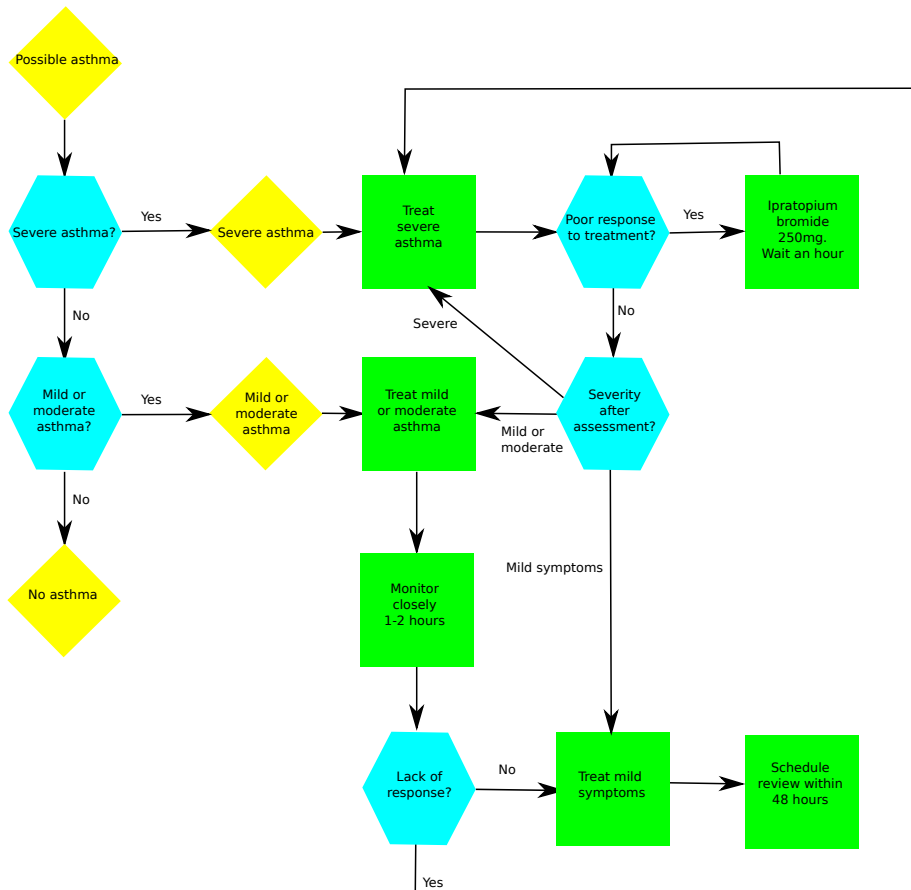 Possible asthma
Severe asthma?
Yes
Severe asthma
Treat
severe
asthma
Poor response
to treatment?
Yes
Ipratopium
bromide
250mg.
Wait an hour
No
No
Severe
Mild or
moderate
asthma?
Yes
Mild or
moderate
asthma
Treat mild
or moderate
asthma
Mild or
moderate
Severity
after
assessment?
No
No asthma
Mild symptoms
Monitor
closely
1-2 hours
Lack of
response?
No
Treat mild
symptoms
Schedule
review within
48 hours
Yes